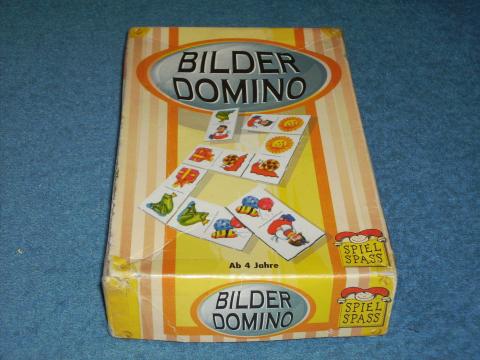 BILDER
DOMINO
Ab 4 Jahre
SPIEL
SPASS
BILDER
DOMINO
SPIEL
SPASS